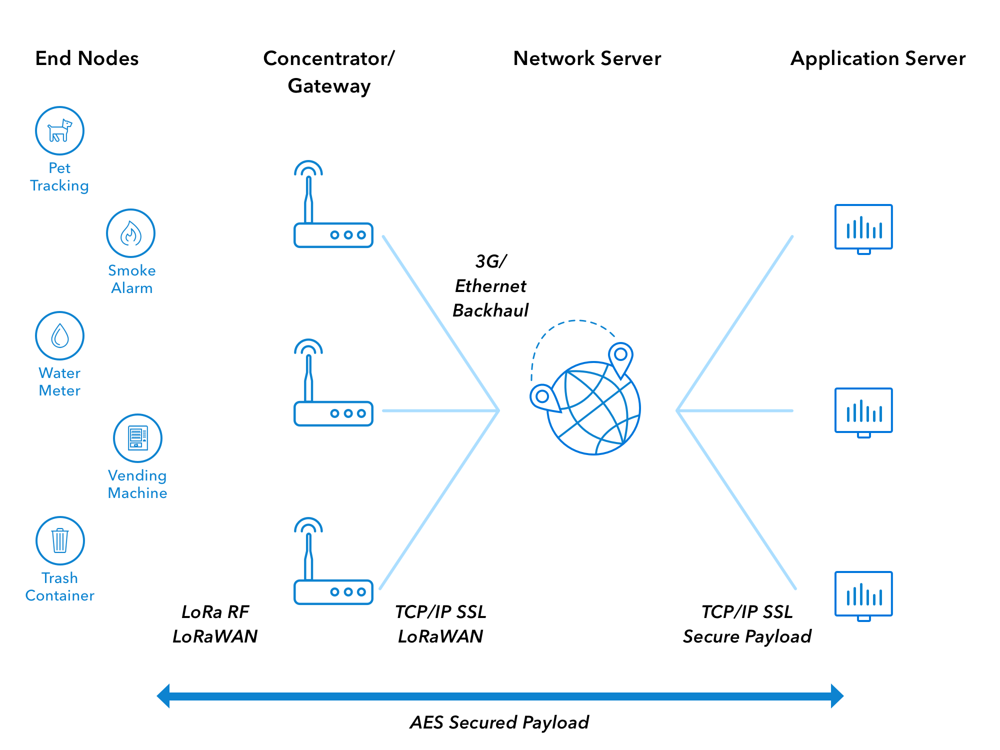 End Nodes
Concentrator/
Gateway
Network Server
Application Server
Pet
Tracking
Smoke
Alarm
Water
Meter
Vending
Machine
Trash
Container
3G/
Ethernet
Backhaul
LoRa RF
LoRaWAN
TCP/IP SSL
LoRaWAN
TCP/IP SSL
Secure Payload
AES Secured Payload